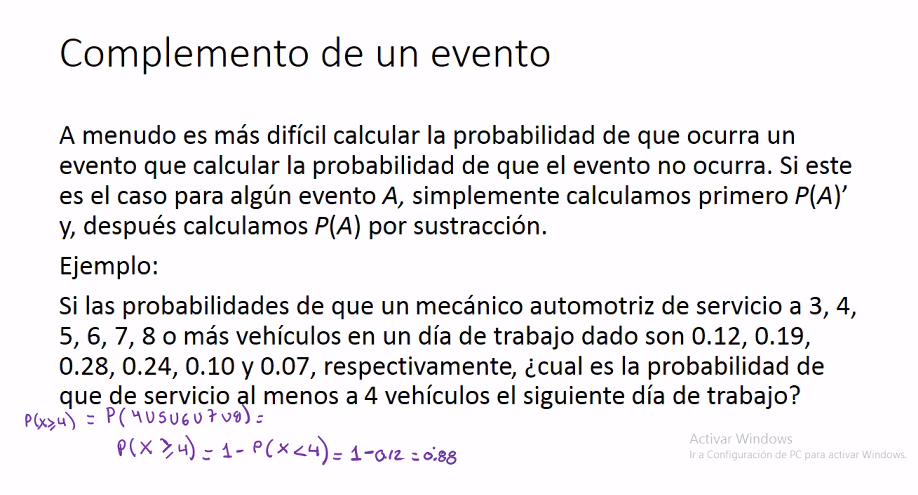 Complemento de un evento
A menudo es más difícil calcular la probabilidad de que ocurra un
evento que calcular la probabilidad de que el evento no ocurra. Si este
es el caso para algún evento A, simplemente calculamos primero P(A)’
y, después calculamos P(A) por sustracción.
Ejemplo:
Si las probabilidades de que un mecánico automotriz de servicio a 3, 4,
5, 6, 7, 8 o más vehículos en un día de trabajo dado son 0.12, 0.19,
0.28, 0.24, 0.10 y 0.07, respectivamente, ¿cual es la probabilidad de
que de servicio al menos a 4 vehículos el siguiente día de trabajo?
P(x≥4) = P(4∪5∪6∪7∪8) =
P(X≥4) = 1 - P(X<4) = 1-0.12 = 0.88
Activar Windows
Ir a Configuración de PC para activar Windows.